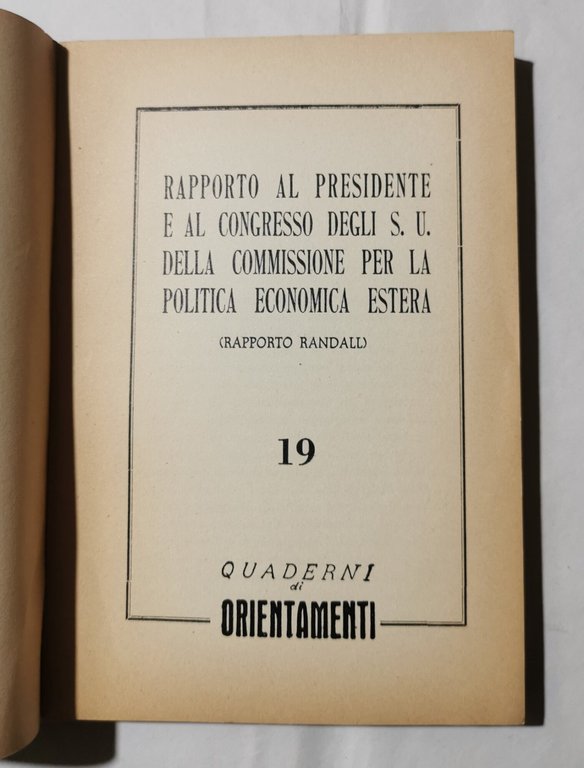 RAPPORTO AL PRESIDENTE
E AL CONGRESSO DEGLI S. U.
DELLA COMMISSIONE PER LA
POLITICA ECONOMICA ESTERA
(RAPPORTO RANDALL)
19
QUADERNI
di
ORIENTAMENTI